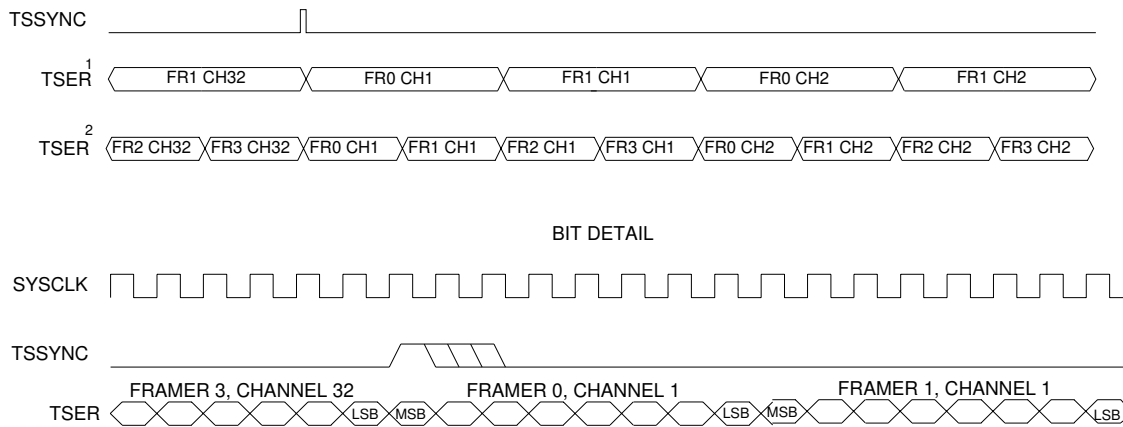 TSSYNC
TSER 1 FR1 CH32 FR0 CH1 FR1 CH1 FR0 CH2 FR1 CH2
TSER 2 FR2 CH32 FR3 CH32 FR0 CH1 FR1 CH1 FR2 CH1 FR3 CH1 FR0 CH2 FR1 CH2 FR2 CH2 FR3 CH2
BIT DETAIL
SYSCLK
TSSYNC
FRAMER 3, CHANNEL 32 FRAMER 0, CHANNEL 1 FRAMER 1, CHANNEL 1
TSER LSB MSB LSB MSB LSB